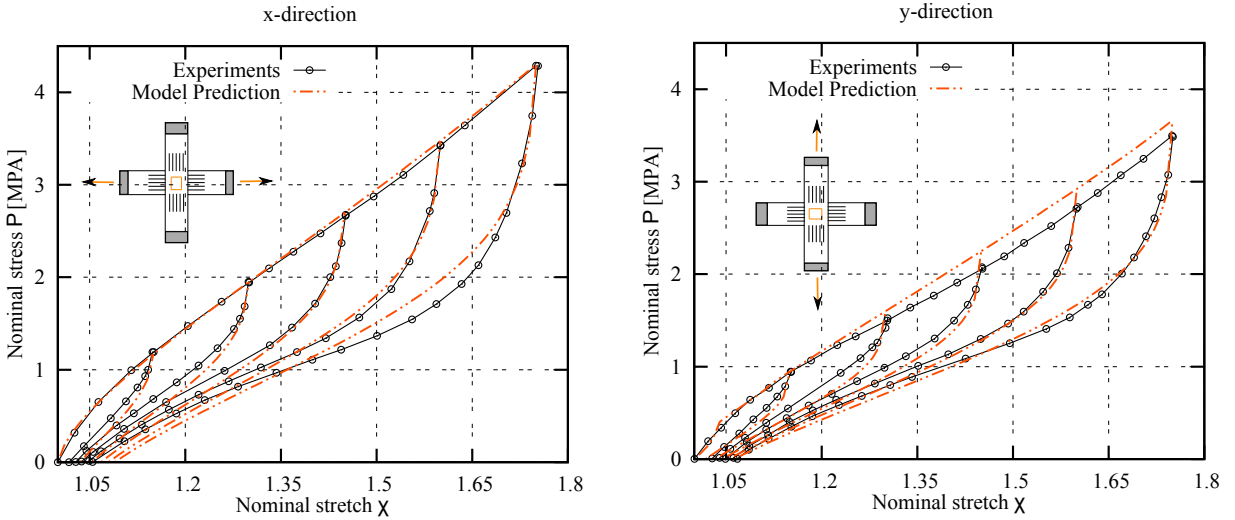 x-direction
Nominal stress P [MPA]
4
3
2
1
0
Experiments
Model Prediction
1.05
1.2
1.35
1.5
1.65
1.8
Nominal stretch χ
y-direction
Nominal stress P [MPA]
4
3
2
1
0
Experiments
Model Prediction
1.05
1.2
1.35
1.5
1.65
1.8
Nominal stretch χ